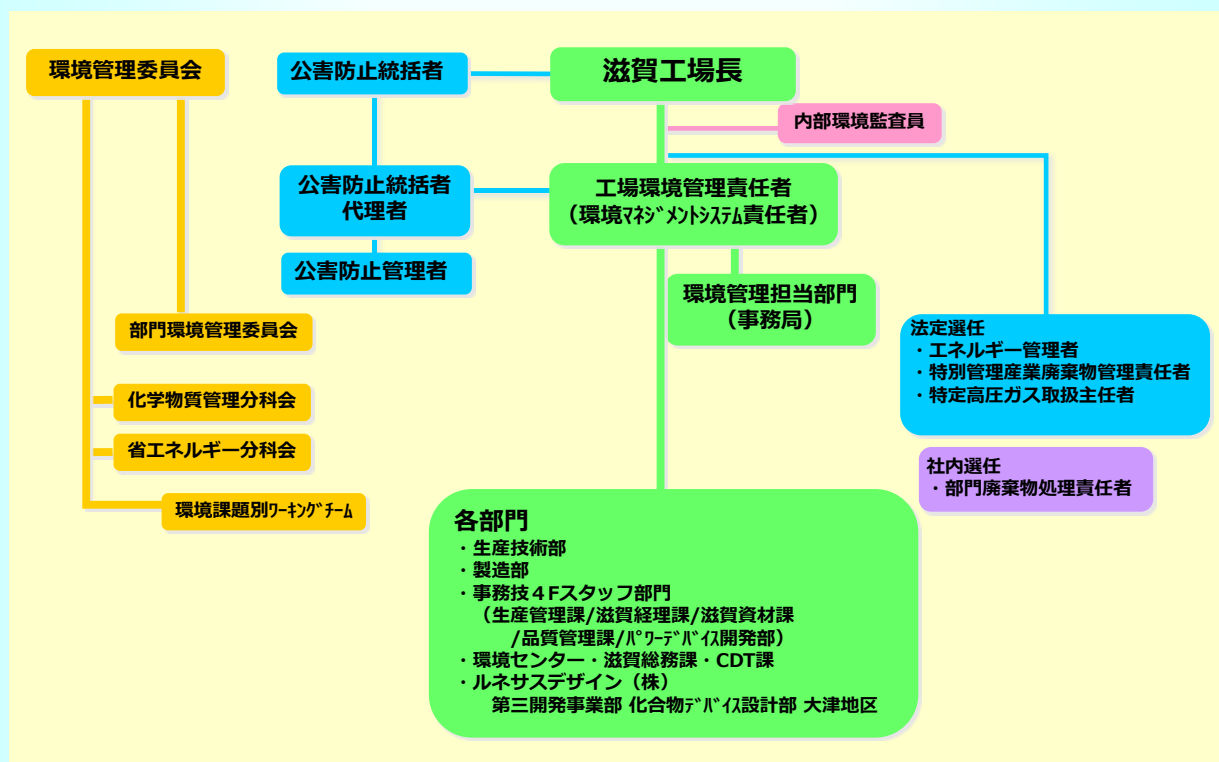 環境管理委員会
公害防止統括者
滋賀工場長
内部環境監査員
公害防止統括者
代理者
工場環境管理責任者
（環境ﾏﾈｼﾞﾒﾝﾄｼｽﾃﾑ責任者）
公害防止管理者
環境管理担当部門
（事務局）
部門環境管理委員会
化学物質管理分科会
省エネルギー分科会
環境課題別ﾜｰｷﾝｸﾞﾁｰﾑ
法定選任
・エネルギー管理者
・特別管理産業廃棄物管理責任者
・特定高圧ガス取扱主任者
社内選任
・部門廃棄物処理責任者
各部門
・生産技術部
・製造部
・事務技４Fスタッフ部門
（生産管理課/滋賀経理課/滋賀資材課
/品質管理課/ﾊﾟﾜｰﾃﾞﾊﾞｲｽ開発部）
・環境センター・滋賀総務課・CDT課
・ルネサスデザイン（株）
第三開発事業部 化合物ﾃﾞﾊﾞｲｽ設計部 大津地区